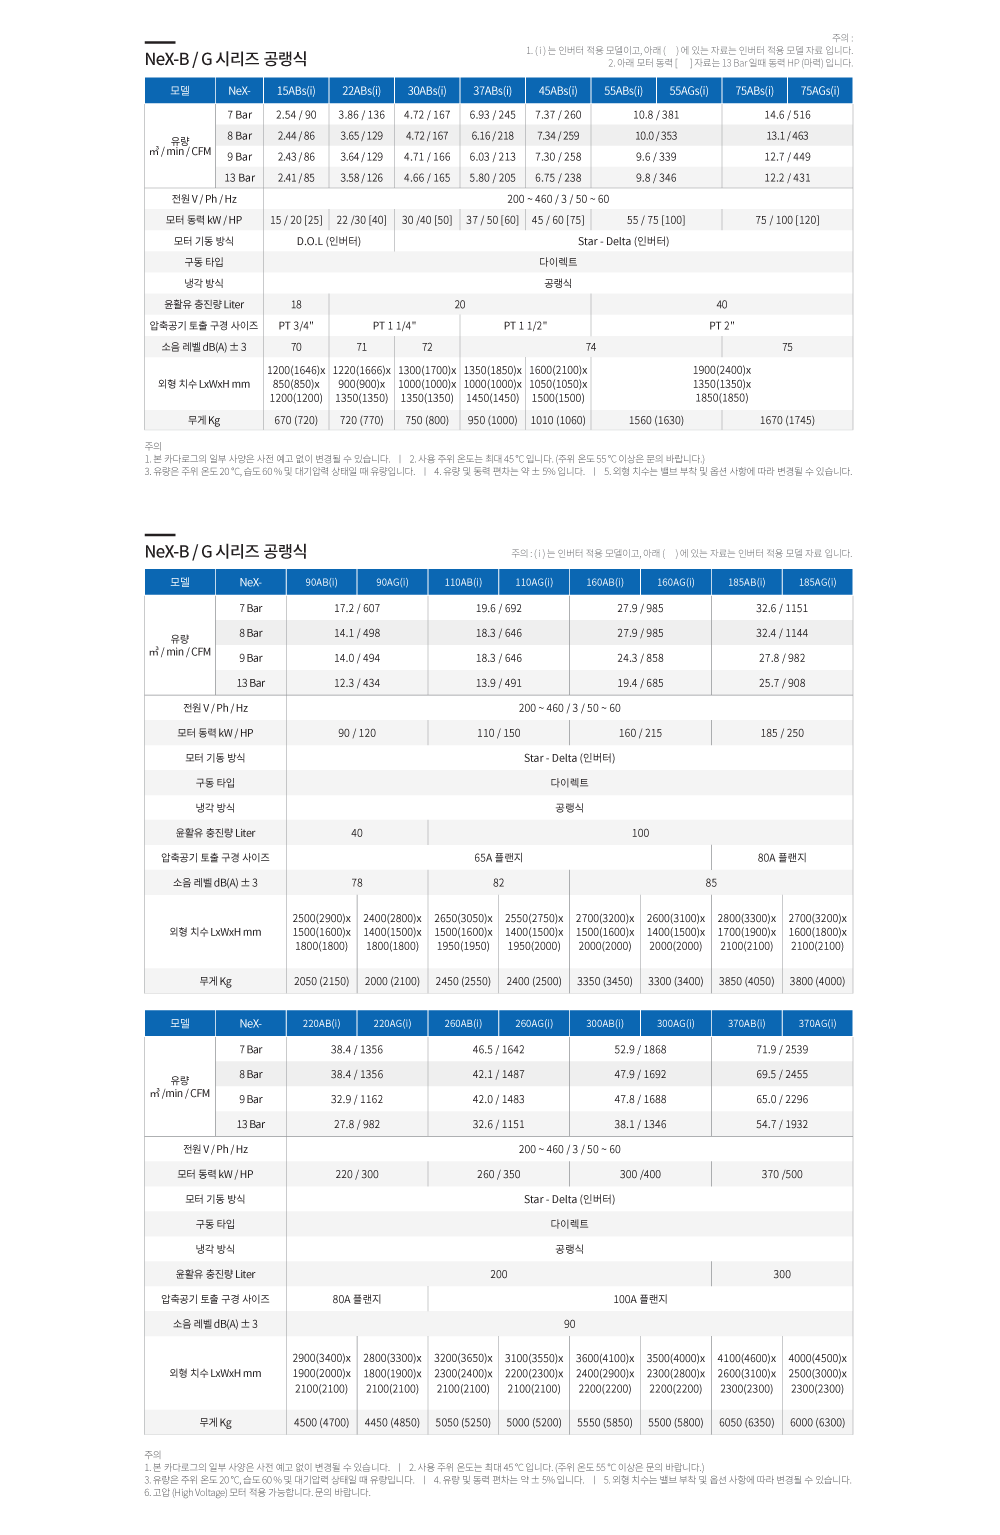 주의 :
NeX-B / G 시리즈 공랭식
1. ( i ) 는 인버터 적용 모델이고, 아래 (    ) 에 있는 자료는 인버터 적용 모델 자료 입니다.
2. 아래 모터 동력 [    ] 자료는 13 Bar 일때 동력 HP (마력) 입니다.
모델 NeX- 15ABs(i) 22ABs(i) 30ABs(i) 37ABs(i) 45ABs(i) 55ABs(i) 55AGs(i) 75ABs(i) 75AGs(i)
유량
㎥ / min / CFM
7 Bar 2.54 / 90 3.86 / 136 4.72 / 167 6.93 / 245 7.37 / 260 10.8 / 381 14.6 / 516
8 Bar 2.44 / 86 3.65 / 129 4.72 / 167 6.16 / 218 7.34 / 259 10.0 / 353 13.1 / 463
9 Bar 2.43 / 86 3.64 / 129 4.71 / 166 6.03 / 213 7.30 / 258 9.6 / 339 12.7 / 449
13 Bar 2.41 / 85 3.58 / 126 4.66 / 165 5.80 / 205 6.75 / 238 9.8 / 346 12.2 / 431
전원 V / Ph / Hz 200 ~ 460 / 3 / 50 ~ 60
모터 동력 kW / HP 15 / 20 [25] 22 /30 [40] 30 /40 [50] 37 / 50 [60] 45 / 60 [75] 55 / 75 [100] 75 / 100 [120]
모터 기동 방식 D.O.L (인버터) Star - Delta (인버터)
구동 타입 다이렉트
냉각 방식 공랭식
윤활유 충진량 Liter 18 20 40
압축공기 토출 구경 사이즈 PT 3/4" PT 1 1/4" PT 1 1/2" PT 2"
소음 레벨 dB(A) ± 3 70 71 72 74 75
외형 치수 LxWxH mm
1200(1646)x 1220(1666)x 1300(1700)x 1350(1850)x 1600(2100)x 1900(2400)x
850(850)x 900(900)x 1000(1000)x 1000(1000)x 1050(1050)x 1350(1350)x
1200(1200) 1350(1350) 1350(1350) 1450(1450) 1500(1500) 1850(1850)
무게 Kg 670 (720) 720 (770) 750 (800) 950 (1000) 1010 (1060) 1560 (1630) 1670 (1745)
주의
1. 본 카다로그의 일부 사양은 사전 예고 없이 변경될 수 있습니다. | 2. 사용 주위 온도는 최대 45 ℃ 입니다. (주위 온도 55 ℃ 이상은 문의 바랍니다.)
3. 유량은 주위 온도 20 ℃, 습도 60 % 및 대기압력 상태일 때 유량입니다. | 4. 유량 및 동력 편차는 약 ± 5% 입니다. | 5. 외형 치수는 밸브 부착 및 옵션 사항에 따라 변경될 수 있습니다.
NeX-B / G 시리즈 공랭식
주의 : ( i ) 는 인버터 적용 모델이고, 아래 (    ) 에 있는 자료는 인버터 적용 모델 자료 입니다.
모델 NeX- 90AB(i) 90AG(i) 110AB(i) 110AG(i) 160AB(i) 160AG(i) 185AB(i) 185AG(i)
유량
㎥ / min / CFM
7 Bar 17.2 / 607 19.6 / 692 27.9 / 985 32.6 / 1151
8 Bar 14.1 / 498 18.3 / 646 27.9 / 985 32.4 / 1144
9 Bar 14.0 / 494 18.3 / 646 24.3 / 858 27.8 / 982
13 Bar 12.3 / 434 13.9 / 491 19.4 / 685 25.7 / 908
전원 V / Ph / Hz 200 ~ 460 / 3 / 50 ~ 60
모터 동력 kW / HP 90 / 120 110 / 150 160 / 215 185 / 250
모터 기동 방식 Star - Delta (인버터)
구동 타입 다이렉트
냉각 방식 공랭식
윤활유 충진량 Liter 40 100
압축공기 토출 구경 사이즈 65A 플랜지 80A 플랜지
소음 레벨 dB(A) ± 3 78 82 85
외형 치수 LxWxH mm
2500(2900)x 2400(2800)x 2650(3050)x 2550(2750)x 2700(3200)x 2600(3100)x 2800(3300)x 2700(3200)x
1500(1600)x 1400(1500)x 1500(1600)x 1400(1500)x 1500(1600)x 1400(1500)x 1700(1900)x 1600(1800)x
1800(1800) 1800(1800) 1950(1950) 1950(2000) 2000(2000) 2000(2000) 2100(2100) 2100(2100)
무게 Kg 2050 (2150) 2000 (2100) 2450 (2550) 2400 (2500) 3350 (3450) 3300 (3400) 3850 (4050) 3800 (4000)
모델 NeX- 220AB(i) 220AG(i) 260AB(i) 260AG(i) 300AB(i) 300AG(i) 370AB(i) 370AG(i)
유량
㎥ /min / CFM
7 Bar 38.4 / 1356 46.5 / 1642 52.9 / 1868 71.9 / 2539
8 Bar 38.4 / 1356 42.1 / 1487 47.9 / 1692 69.5 / 2455
9 Bar 32.9 / 1162 42.0 / 1483 47.8 / 1688 65.0 / 2296
13 Bar 27.8 / 982 32.6 / 1151 38.1 / 1346 54.7 / 1932
전원 V / Ph / Hz 200 ~ 460 / 3 / 50 ~ 60
모터 동력 kW / HP 220 / 300 260 / 350 300 /400 370 /500
모터 기동 방식 Star - Delta (인버터)
구동 타입 다이렉트
냉각 방식 공랭식
윤활유 충진량 Liter 200 300
압축공기 토출 구경 사이즈 80A 플랜지 100A 플랜지
소음 레벨 dB(A) ± 3 90
외형 치수 LxWxH mm
2900(3400)x 2800(3300)x 3200(3650)x 3100(3550)x 3600(4100)x 3500(4000)x 4100(4600)x 4000(4500)x
1900(2000)x 1800(1900)x 2300(2400)x 2200(2300)x 2400(2900)x 2300(2800)x 2600(3100)x 2500(3000)x
2100(2100) 2100(2100) 2100(2100) 2100(2100) 2200(2200) 2200(2200) 2300(2300) 2300(2300)
무게 Kg 4500 (4700) 4450 (4850) 5050 (5250) 5000 (5200) 5550 (5850) 5500 (5800) 6050 (6350) 6000 (6300)
주의
1. 본 카다로그의 일부 사양은 사전 예고 없이 변경될 수 있습니다. | 2. 사용 주위 온도는 최대 45 ℃ 입니다. (주위 온도 55 ℃ 이상은 문의 바랍니다.)
3. 유량은 주위 온도 20 ℃, 습도 60 % 및 대기압력 상태일 때 유량입니다. | 4. 유량 및 동력 편차는 약 ± 5% 입니다. | 5. 외형 치수는 밸브 부착 및 옵션 사항에 따라 변경될 수 있습니다.
6. 고압 (High Voltage) 모터 적용 가능합니다. 문의 바랍니다.